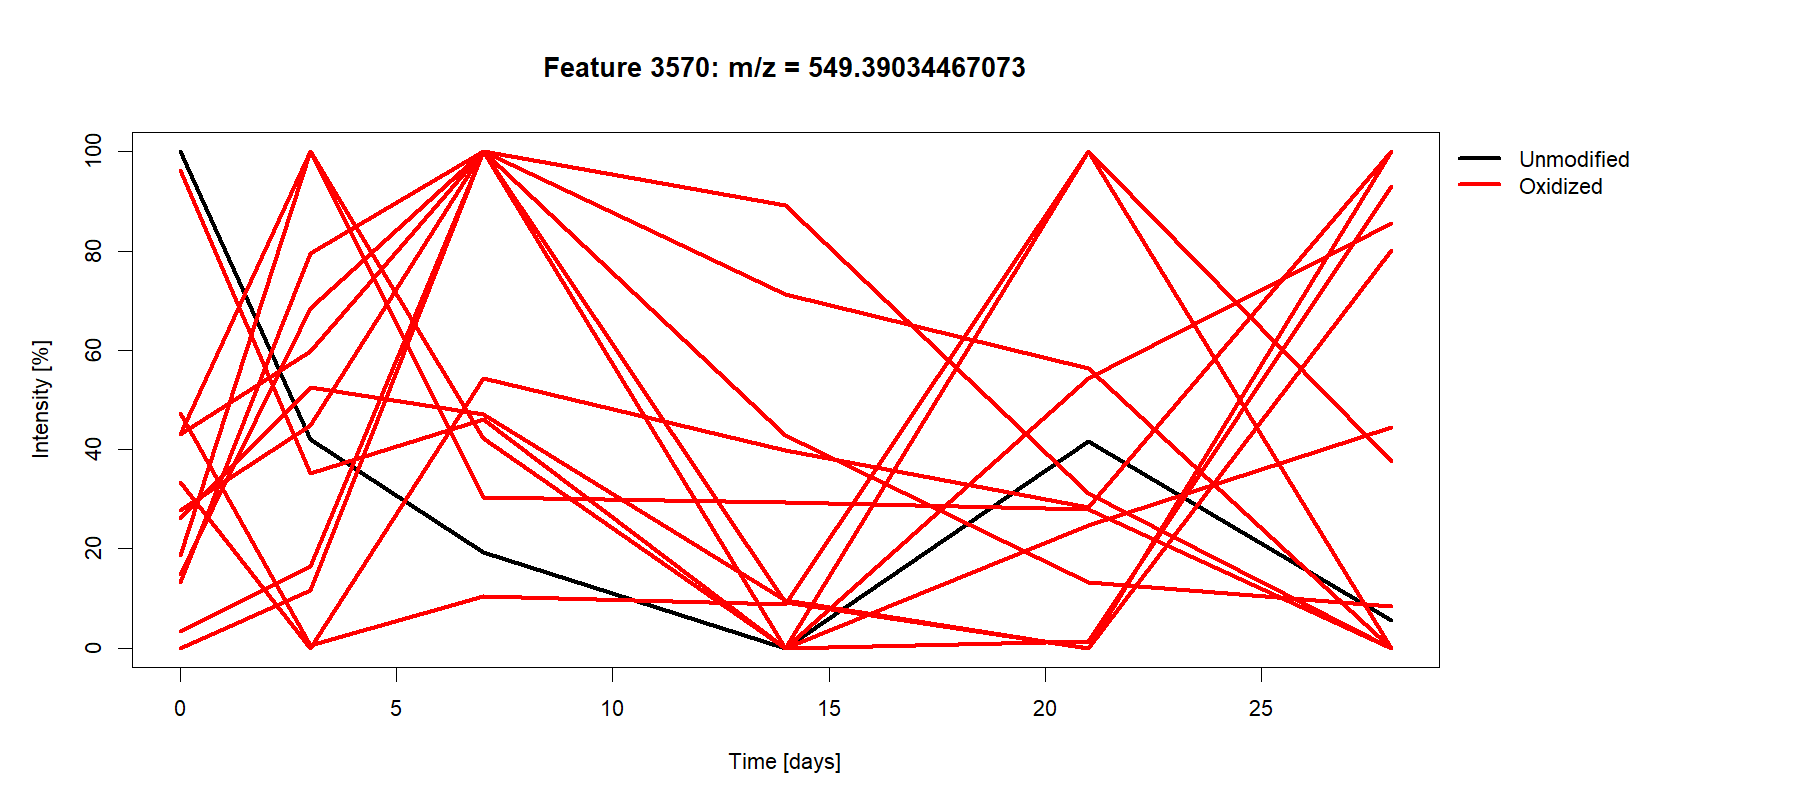 Feature 3570: m/z = 549.39034467073
Unmodified
Oxidized
Intensity [%]
100
80
60
40
20
0
0 5 10 15 20 25
Time [days]